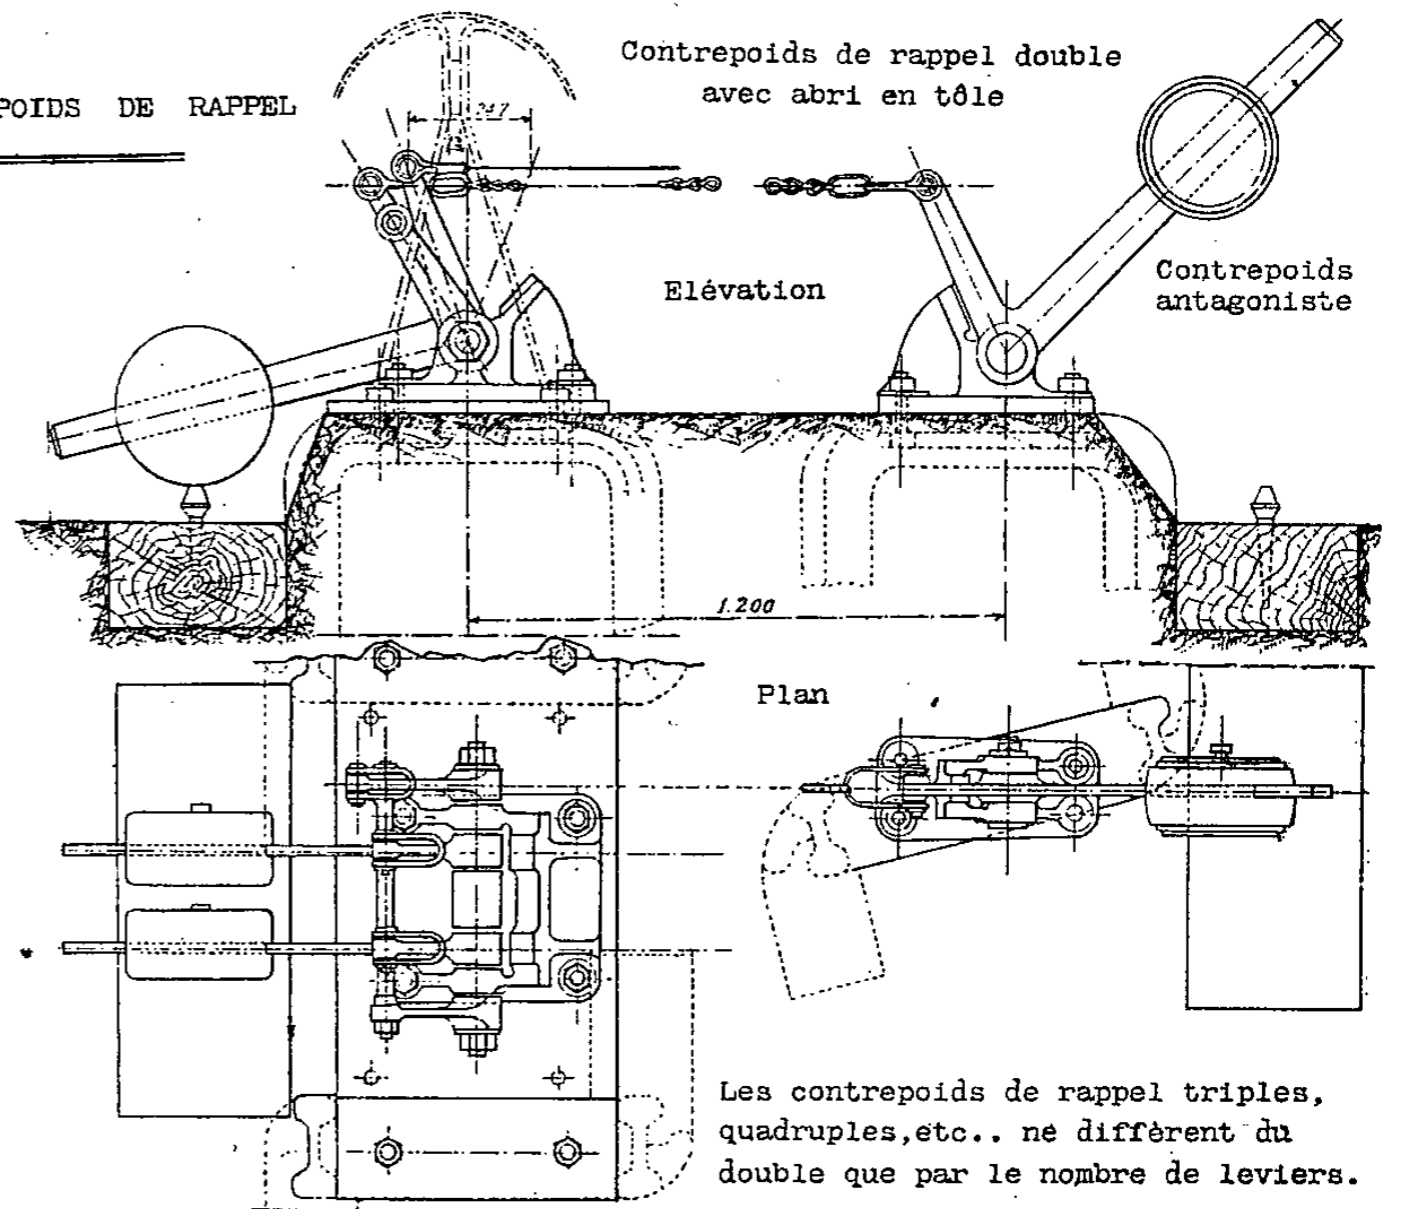 POIDS DE RAPPEL
Contrepoids de rappel double
avec abri en tôle
247
Elévation
Contrepoids
antagoniste
1.200
Plan
Les contrepoids de rappel triples,
quadruples,etc.. ne diffèrent du
double que par le nombre de leviers.